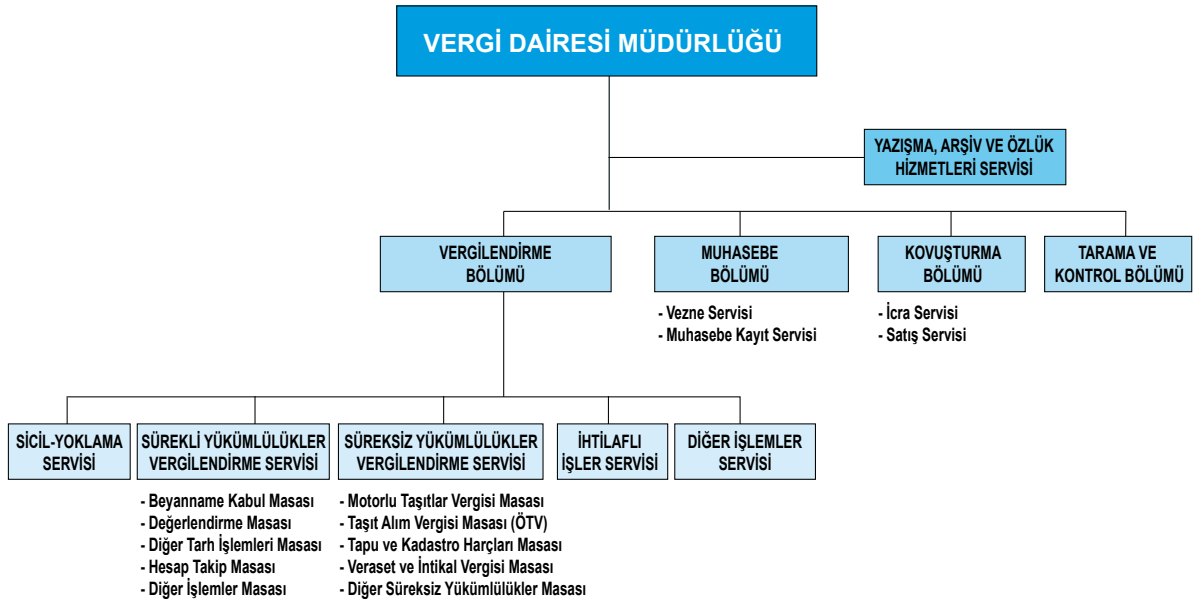 VERGİ DAİRESİ MÜDÜRLÜĞÜ
YAZIŞMA, ARŞİV VE ÖZLÜK
HİZMETLERİ SERVİSİ
VERGİLENDİRME
BÖLÜMÜ
MUHASEBE
BÖLÜMÜ
KOVUŞTURMA
BÖLÜMÜ
TARAMA VE
KONTROL BÖLÜMÜ
- Vezne Servisi
- Muhasebe Kayıt Servisi
- İcra Servisi
- Satış Servisi
SİCİL-YOKLAMA
SERVİSİ
SÜREKLİ YÜKÜMLÜLÜKLER
VERGİLENDİRME SERVİSİ
SÜREKSİZ YÜKÜMLÜLÜKLER
VERGİLENDİRME SERVİSİ
İHTİLAFLI
İŞLER SERVİSİ
DİĞER İŞLEMLER
SERVİSİ
- Beyanname Kabul Masası
- Değerlendirme Masası
- Diğer Tarh İşlemleri Masası
- Hesap Takip Masası
- Diğer İşlemler Masası
- Motorlu Taşıtlar Vergisi Masası
- Taşıt Alım Vergisi Masası (ÖTV)
- Tapu ve Kadastro Harçları Masası
- Veraset ve İntikal Vergisi Masası
- Diğer Süreksiz Yükümlülükler Masası